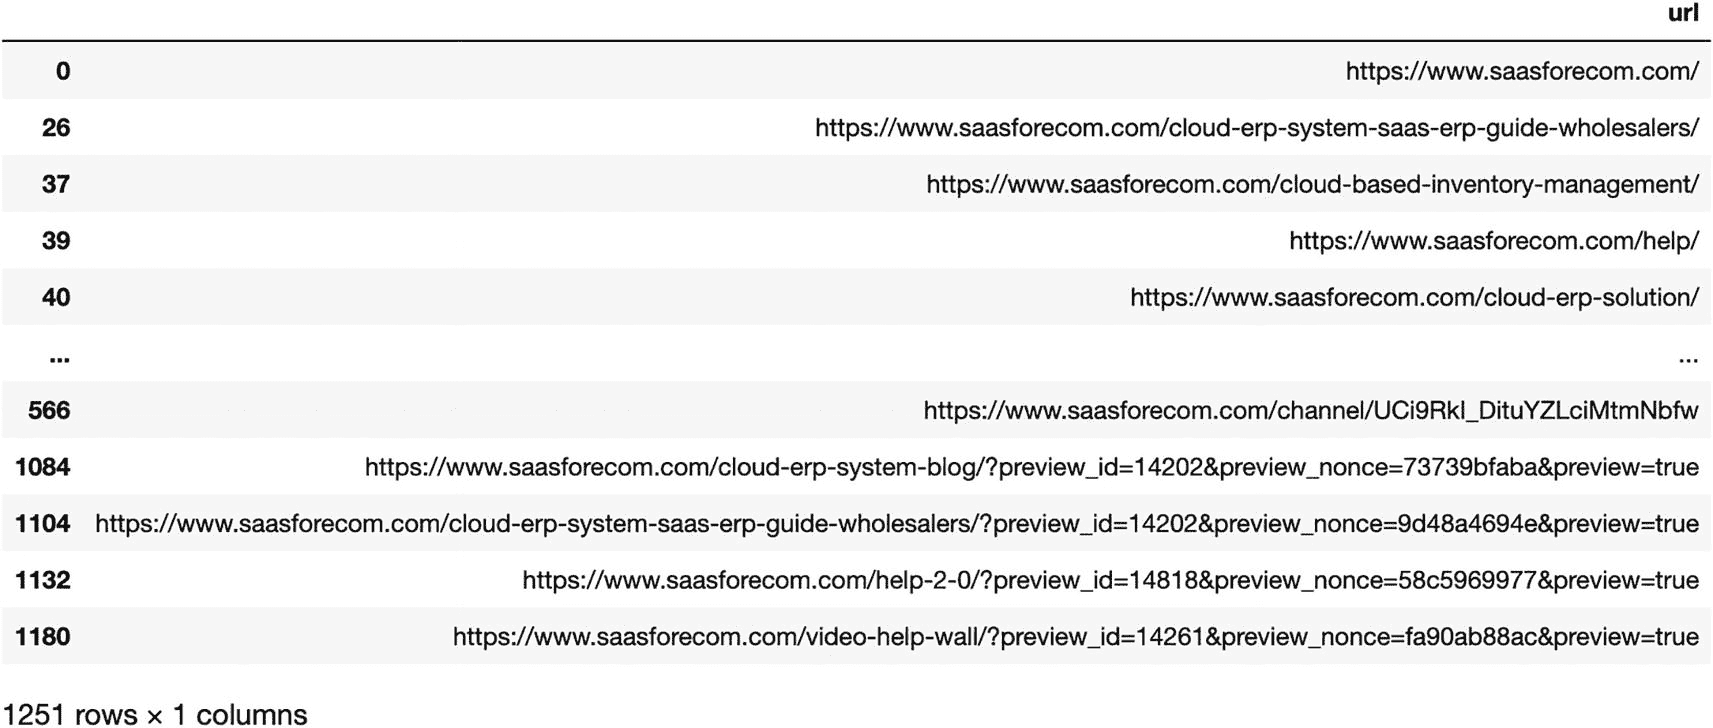 url
0 https://www.saasforecom.com/
26 https://www.saasforecom.com/cloud-erp-system-saas-erp-guide-wholesalers/
37 https://www.saasforecom.com/cloud-based-inventory-management/
39 https://www.saasforecom.com/help/
40 https://www.saasforecom.com/cloud-erp-solution/
... ...
566 https://www.saasforecom.com/channel/UCi9Rkl_DituYZLciMtmNbfw
1084 https://www.saasforecom.com/cloud-erp-system-blog/?preview_id=14202&preview_nonce=73739bfaba&preview=true
1104 https://www.saasforecom.com/cloud-erp-system-saas-erp-guide-wholesalers/?preview_id=14202&preview_nonce=9d48a4694e&preview=true
1132 https://www.saasforecom.com/help-2-0/?preview_id=14818&preview_nonce=58c5969977&preview=true
1180 https://www.saasforecom.com/video-help-wall/?preview_id=14261&preview_nonce=fa90ab88ac&preview=true
1251 rows × 1 columns